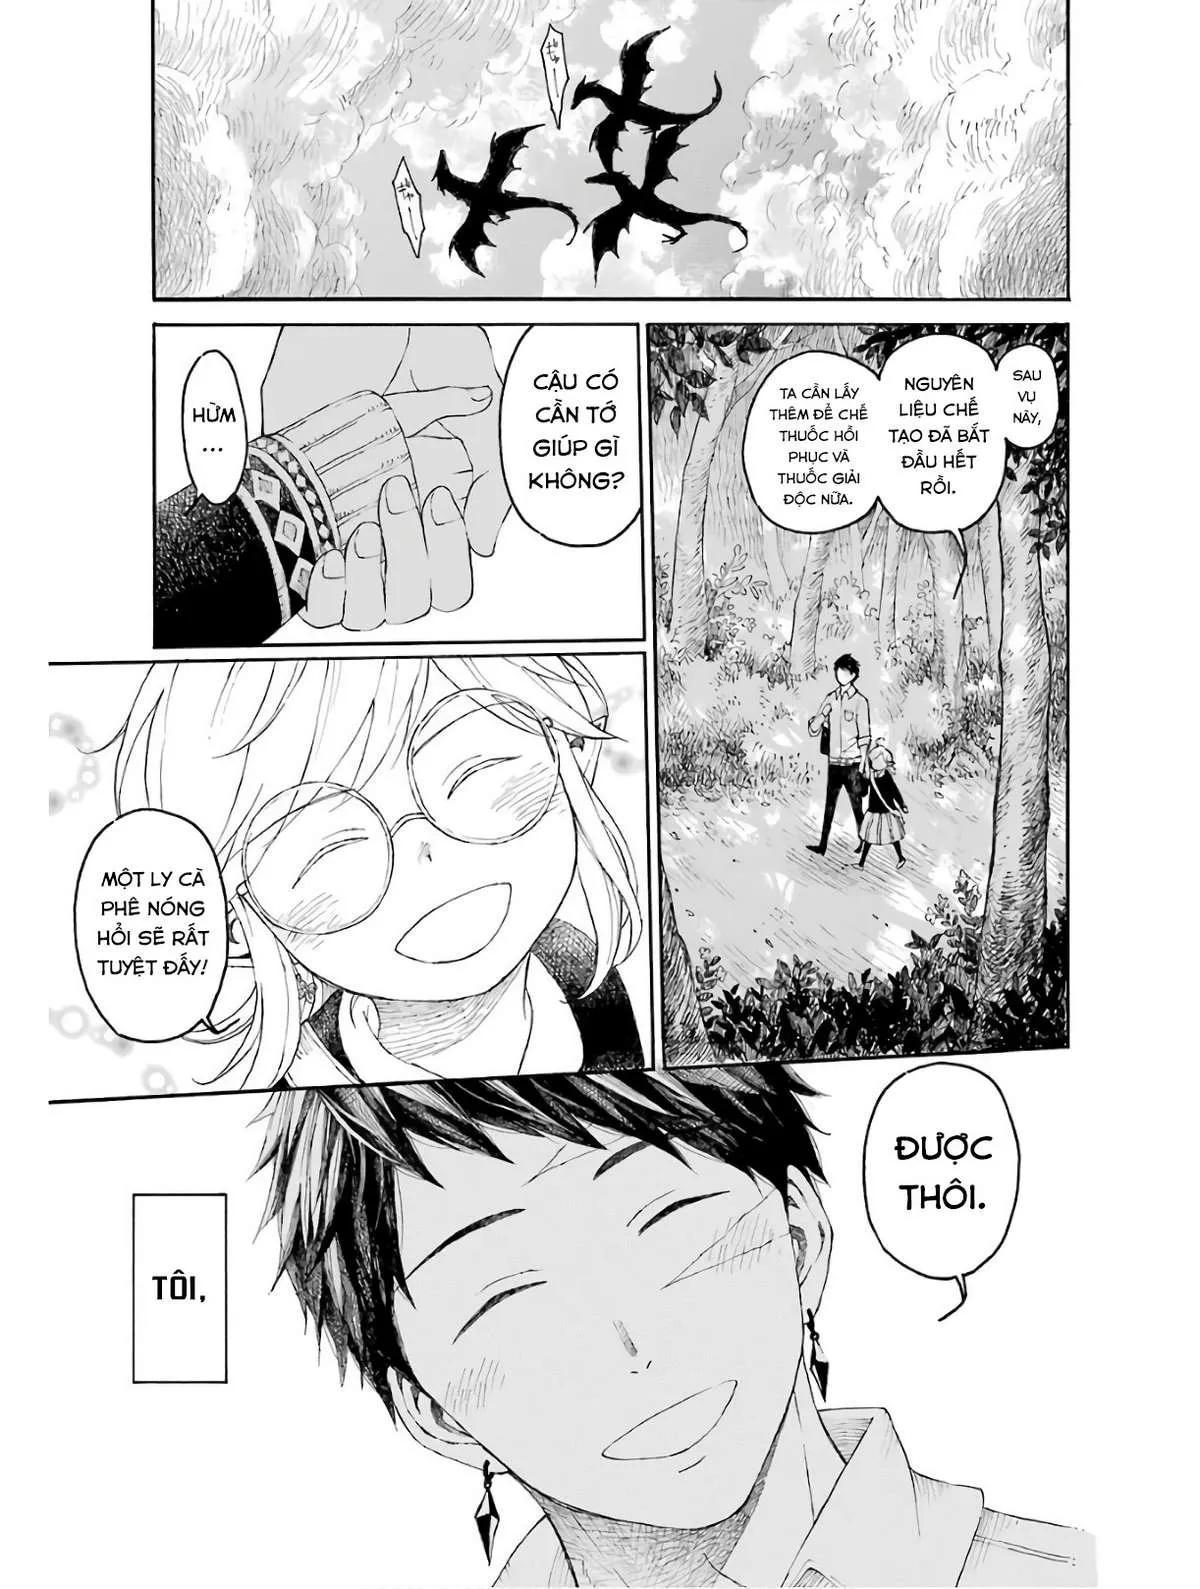 SAU
VỤ
NÀY,
NGUYÊN
LIỆU CHẾ
TẠO ĐÃ BẮT
ĐẦU HẾT
RỒI.
TA CẦN LẤY
THÊM ĐỂ CHẾ
THUỐC HỒI
PHỤC VÀ
THUỐC GIẢI
ĐỘC NỮA.
CẬU CÓ
CẦN TỚ
GIÚP GÌ
KHÔNG?
HỪM
...
MỘT LY CÀ
PHÊ NÓNG
HỔI SẼ RẤT
TUYỆT ĐẤY!
ĐƯỢC
THÔI.
TÔI,